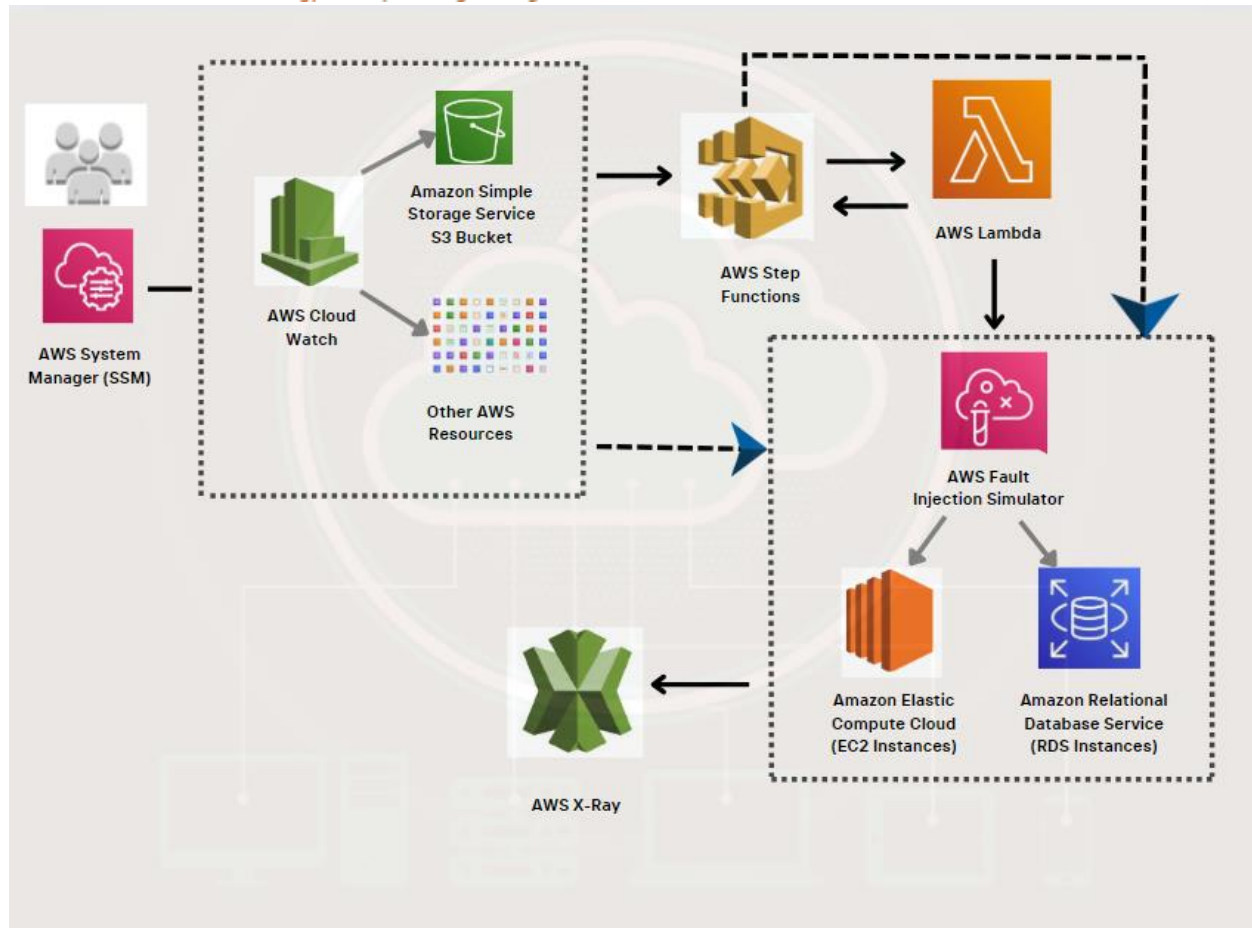 Amazon Simple
Storage Service
S3 Bucket
AWS System
Manager (SSM)
AWS Cloud
Watch
Other AWS
Resources
AWS Step
Functions
AWS Lambda
AWS Fault
Injection Simulator
Amazon Elastic
Compute Cloud
(EC2 Instances)
Amazon Relational
Database Service
(RDS Instances)
AWS X-Ray